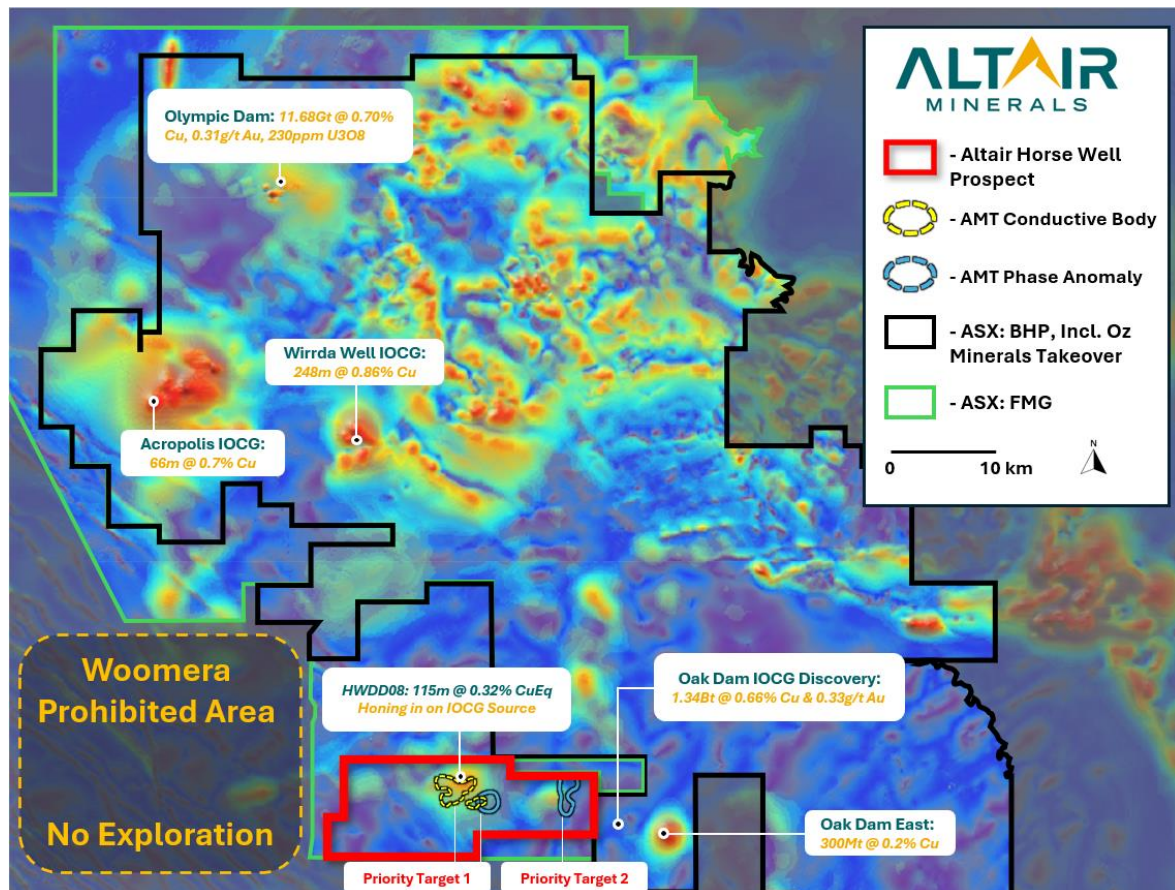 Olympic Dam: 11.68Gt @ 0.70%
Cu, 0.31g/t Au, 230ppm U3O8
Wirrda Well IOCG:
248m @ 0.86% Cu
Acropolis IOCG:
66m @ 0.7% Cu
ALTAIR
MINERALS
- Altair Horse Well
Prospect
- AMT Conductive Body
- AMT Phase Anomaly
- ASX: BHP, Incl. Oz
Minerals Takeover
- ASX: FMG
0 10 km
N
Woomera
Prohibited Area
No Exploration
HWDD08: 115m @ 0.32% CuEq
Honing in on IOCG Source
Oak Dam IOCG Discovery:
1.34Bt @ 0.66% Cu & 0.33g/t Au
Oak Dam East:
300Mt @ 0.2% Cu
Priority Target 1
Priority Target 2